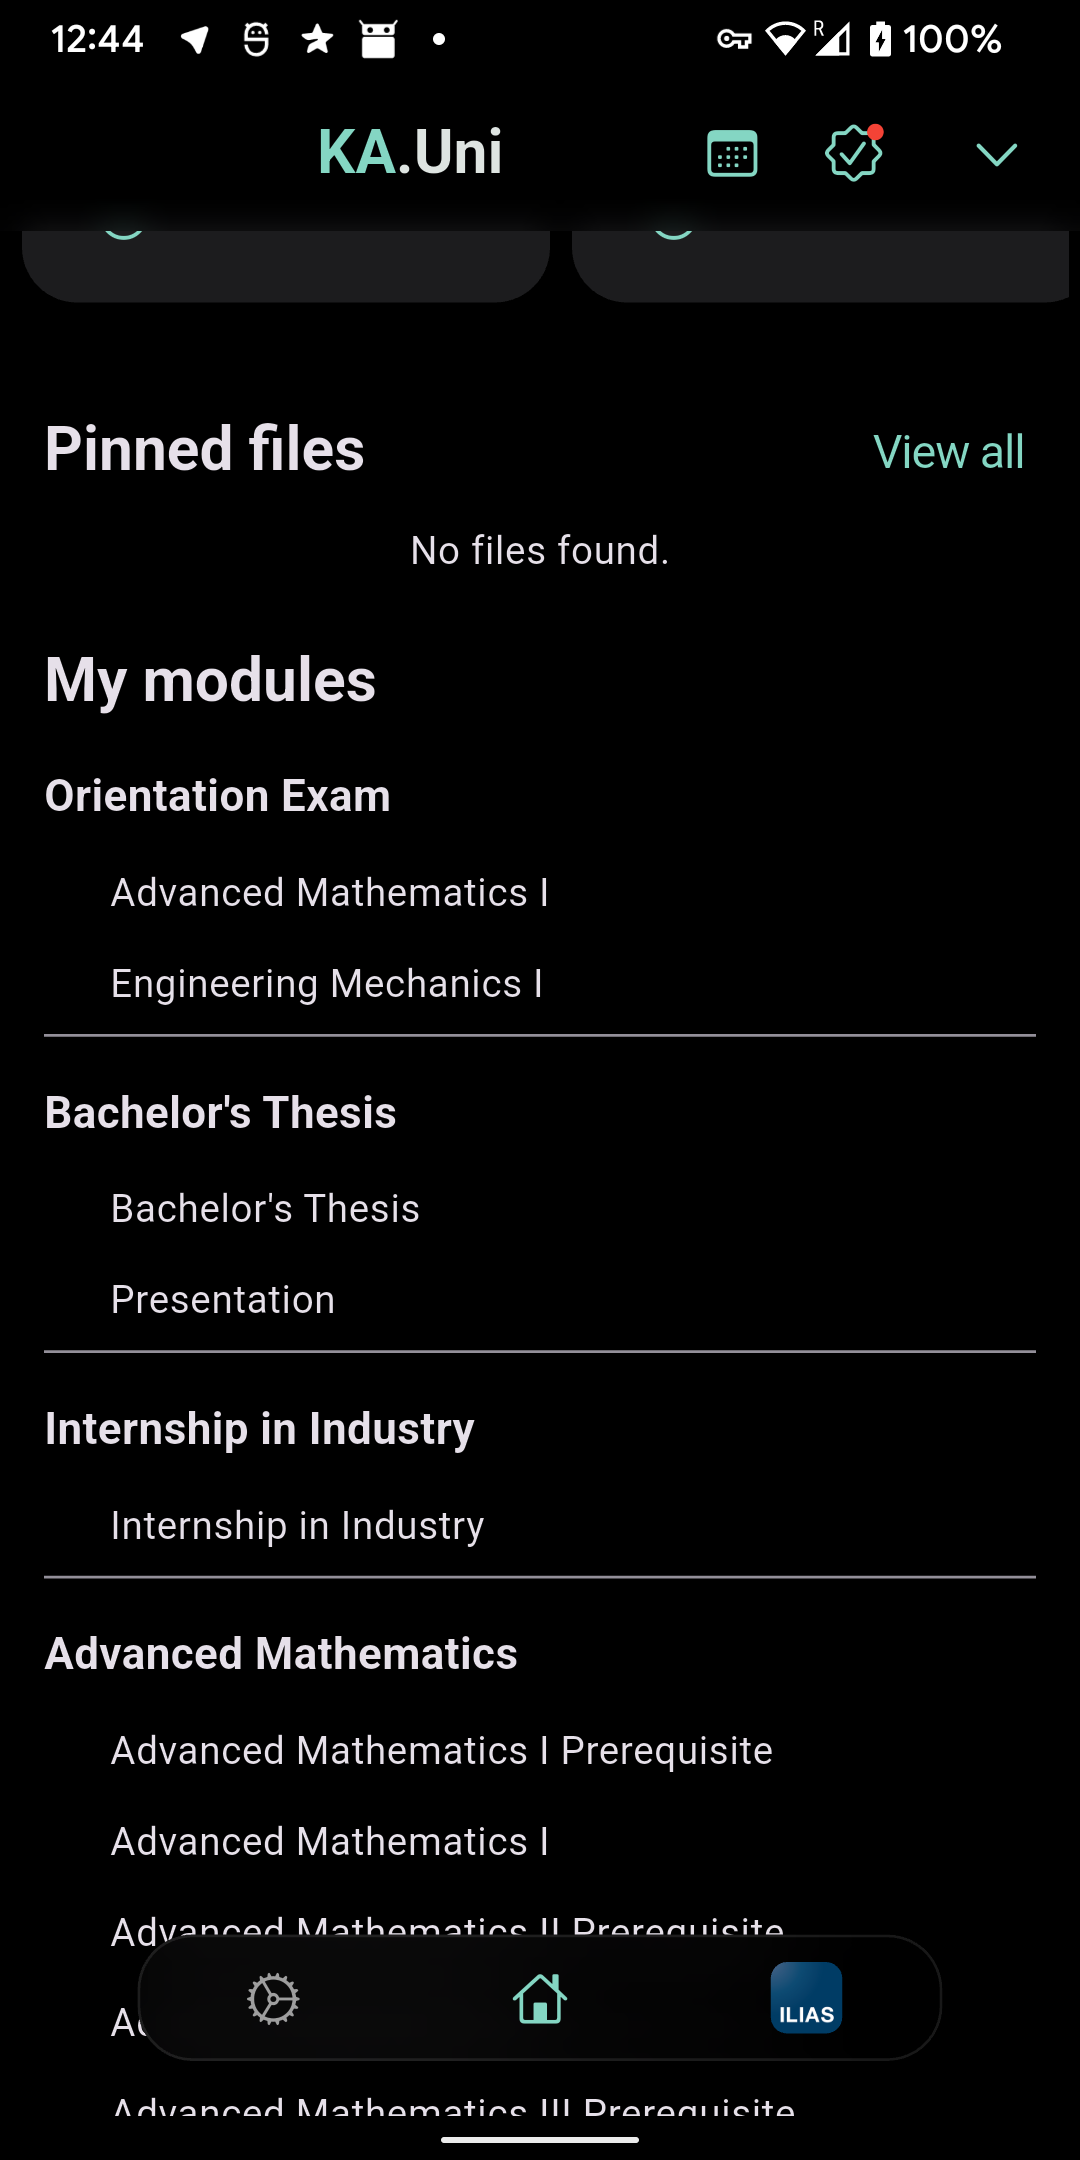 12:44
R
100%
KA.Uni
Pinned files
View all
No files found.
My modules
Orientation Exam
Advanced Mathematics I
Engineering Mechanics I
Bachelor's Thesis
Bachelor's Thesis
Presentation
Internship in Industry
Internship in Industry
Advanced Mathematics
Advanced Mathematics I Prerequisite
Advanced Mathematics I
Advanced Mathematics II Prerequisite
ILIAS
Advanced Mathematics III Prerequisite